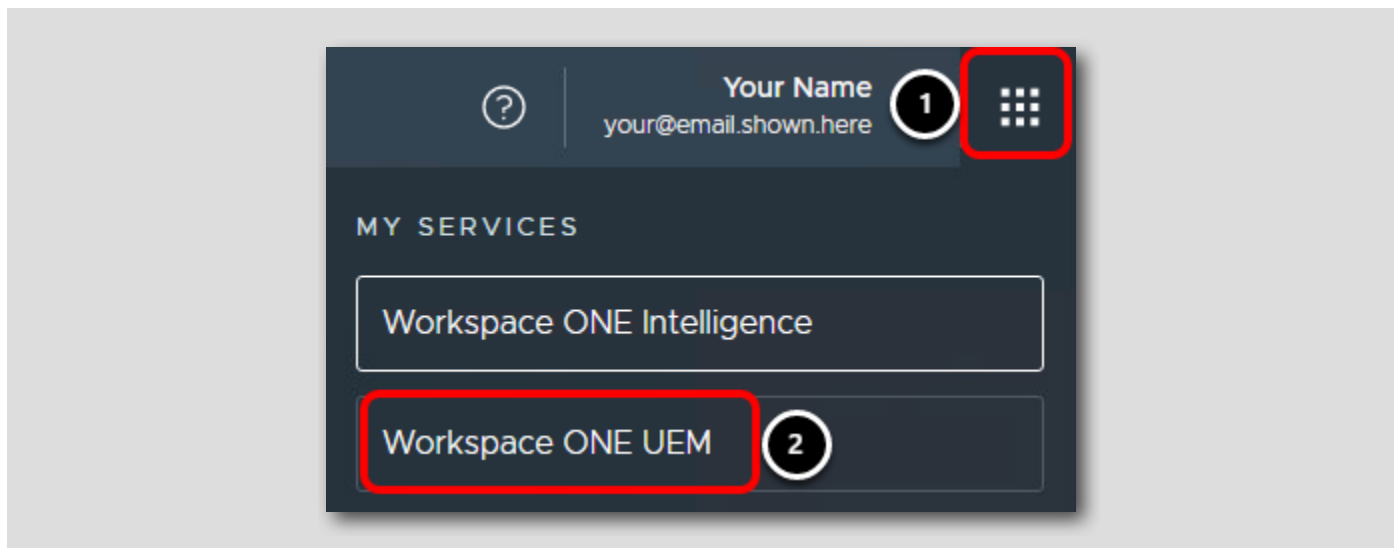 Your Name
your@email.shown.here
1
MY SERVICES
Workspace ONE Intelligence
Workspace ONE UEM
2